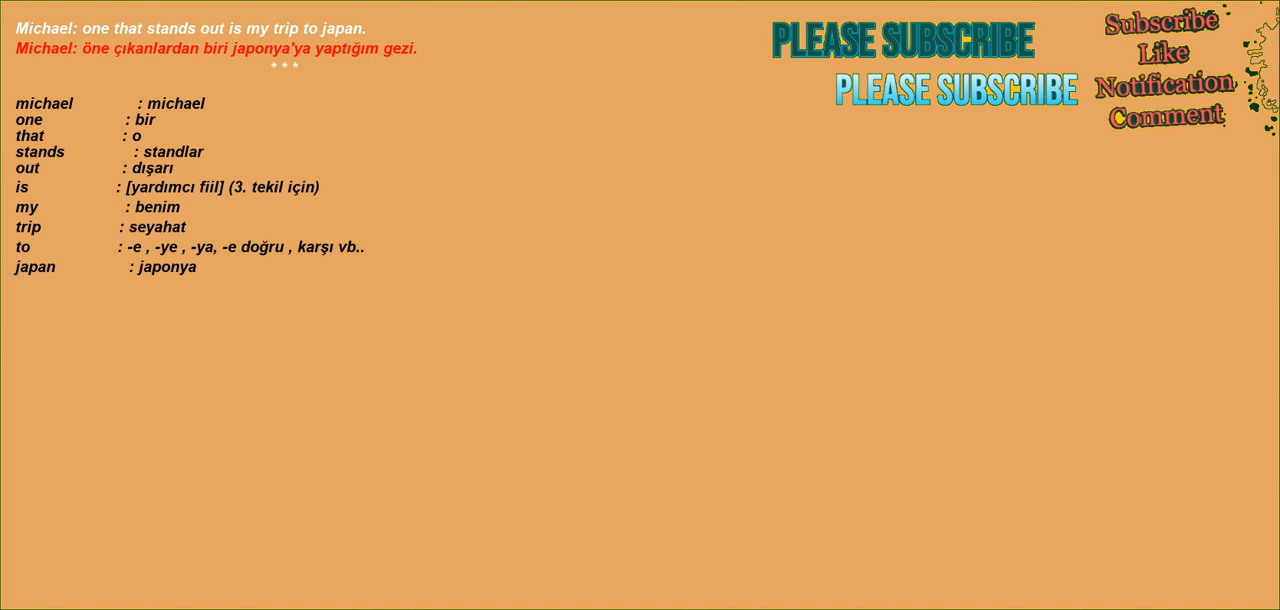 Michael: one that stands out is my trip to japan.
Michael: öne çıkanlardan biri japonya'ya yaptığım gezi.
* * *
michael : michael
one : bir
that : o
stands : standlar
out : dışarı
is : [yardımcı fiil] (3. tekil için)
my : benim
trip : seyahat
to : -e , -ye , -ya, -e doğru , karşı vb..
japan : japonya
PLEASE SUBSCRIBE
PLEASE SUBSCRIBE
Subscribe
Like
Notification
Comment